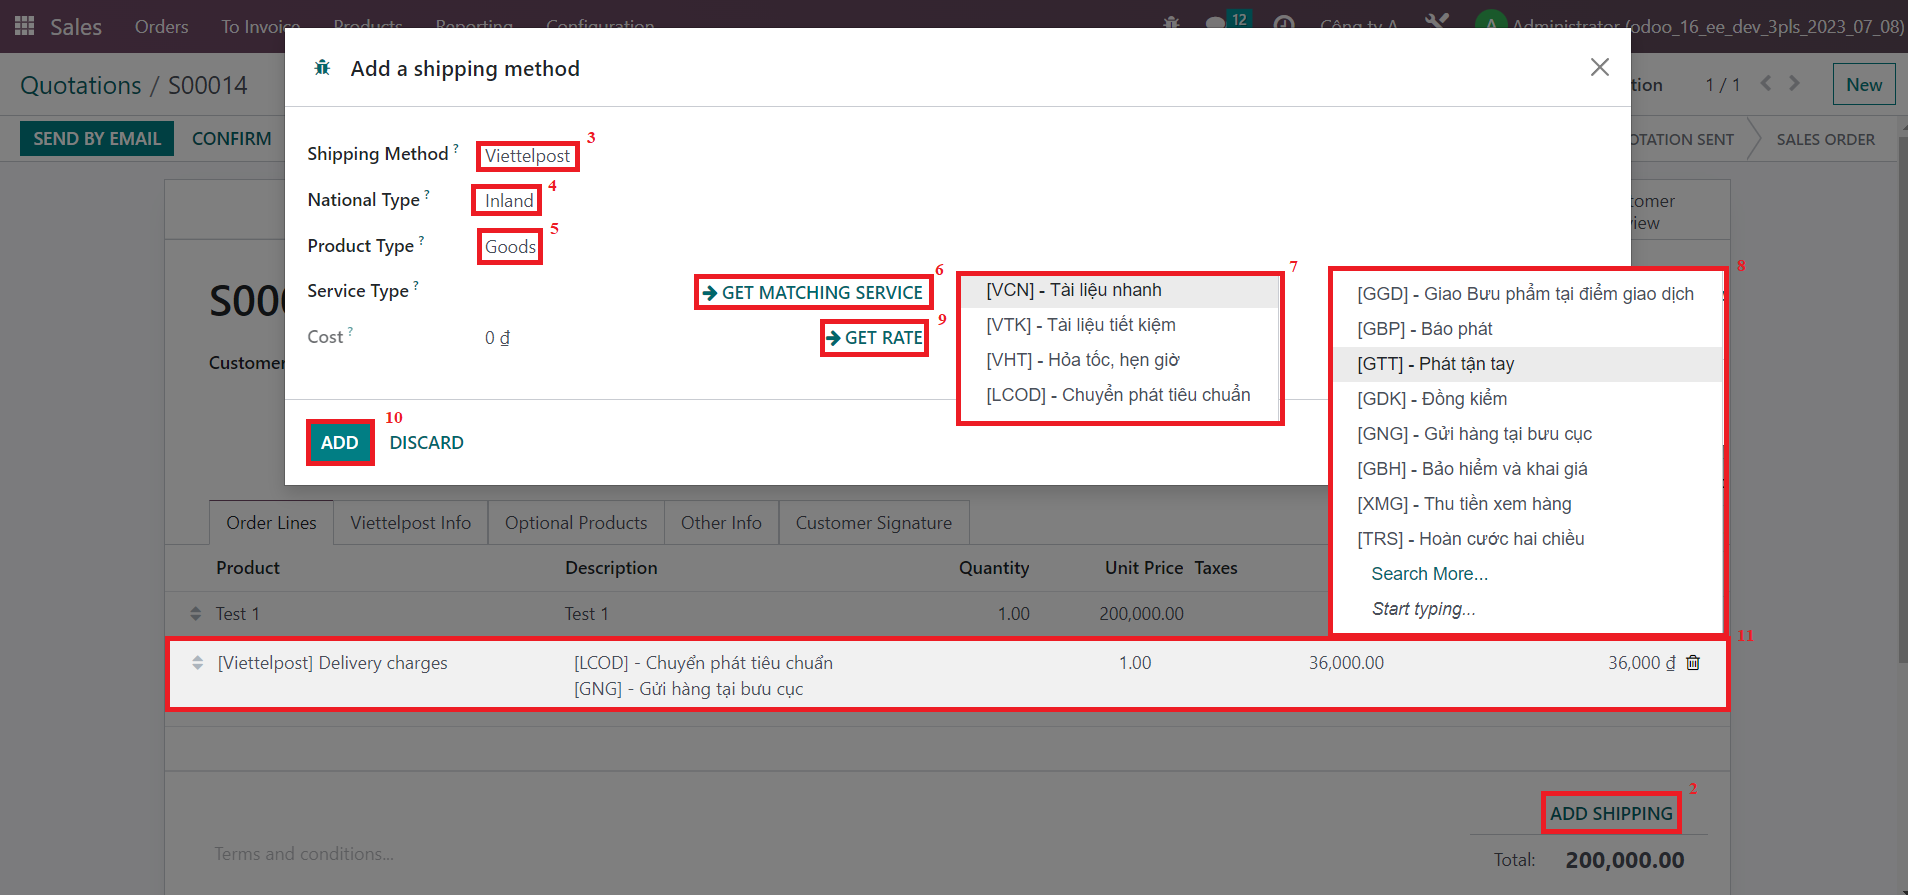 Sales Orders To Invoice Products Reporting Configuration 12 Công ty A A Administrator (odoo_16_ee_dev_3pls_2023_07_08)
Add a shipping method
Quotations / S00014 tion 1 / 1 New
SEND BY EMAIL CONFIRM OTATION SENT SALES ORDER
Shipping Method ? Viettelpost 3
National Type ? Inland 4
Product Type ? Goods 5
Service Type ? GET MATCHING SERVICE 6
Cost ? 0 ₫ GET RATE 9
7
[VCN] - Tài liệu nhanh
[VTK] - Tài liệu tiết kiệm
[VHT] - Hỏa tốc, hẹn giờ
[LCOD] - Chuyển phát tiêu chuẩn
8
[GGD] - Giao Bưu phẩm tại điểm giao dịch
[GBP] - Báo phát
[GTT] - Phát tận tay
[GDK] - Đồng kiểm
[GNG] - Gửi hàng tại bưu cục
[GBH] - Bảo hiểm và khai giá
[XMG] - Thu tiền xem hàng
[TRS] - Hoàn cước hai chiều
Search More...
Start typing...
tomer
iew
S00
Customer
ADD 10 DISCARD
Order Lines Viettelpost Info Optional Products Other Info Customer Signature
Product Description Quantity Unit Price Taxes
Test 1 Test 1 1.00 200,000.00
11
[Viettelpost] Delivery charges [LCOD] - Chuyển phát tiêu chuẩn 1.00 36,000.00 36,000 ₫
[GNG] - Gửi hàng tại bưu cục
2
ADD SHIPPING
Terms and conditions...
Total: 200,000.00